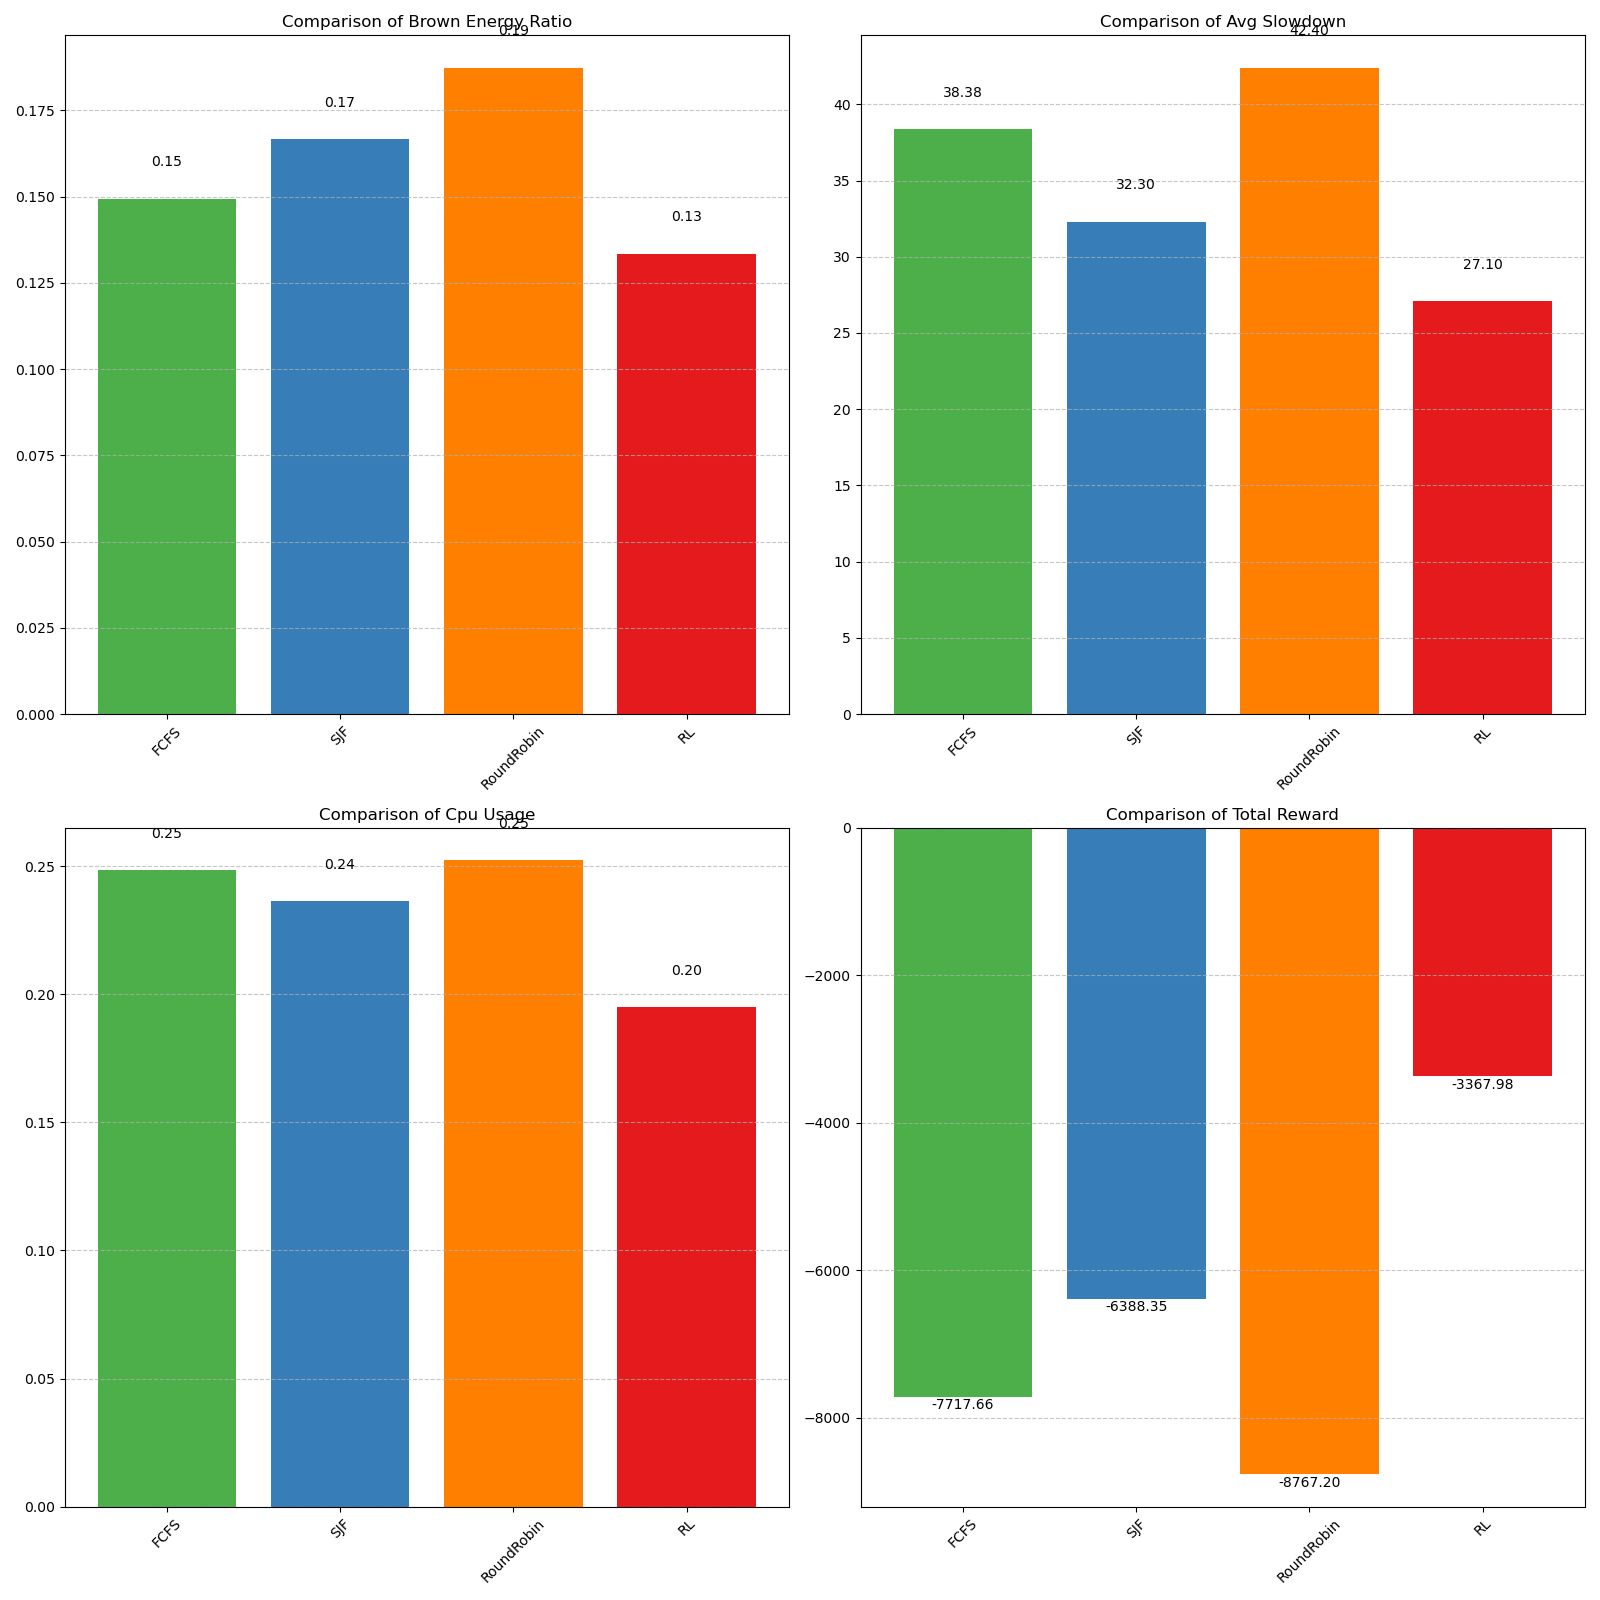 Comparison of Brown Energy Ratio
0.19
0.17
0.15
0.13
0.175
0.150
0.125
0.100
0.075
0.050
0.025
0.000
FCFS
SJF
RoundRobin
RL
Comparison of Avg Slowdown
42.40
38.38
32.30
27.10
40
35
30
25
20
15
10
5
0
FCFS
SJF
RoundRobin
RL
Comparison of Cpu Usage
0.25
0.25
0.24
0.20
0.25
0.20
0.15
0.10
0.05
0.00
FCFS
SJF
RoundRobin
RL
Comparison of Total Reward
0
−2000
−4000
−6000
−8000
-3367.98
-6388.35
-7717.66
-8767.20
FCFS
SJF
RoundRobin
RL